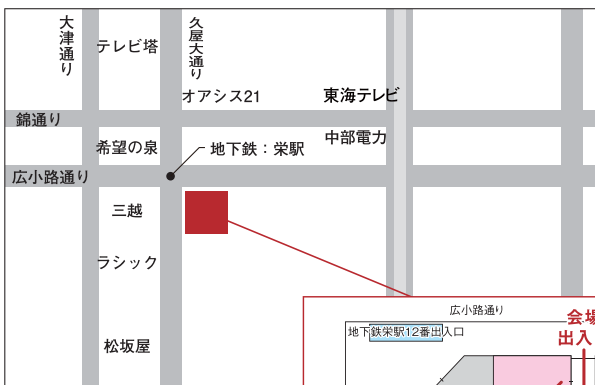 大津通り
テレビ塔
久屋大通り
オアシス21
東海テレビ
錦通り
希望の泉
地下鉄：栄駅
中部電力
広小路通り
三越
ラシック
松坂屋
広小路通り
地下鉄栄駅12番出入口
会場
出入